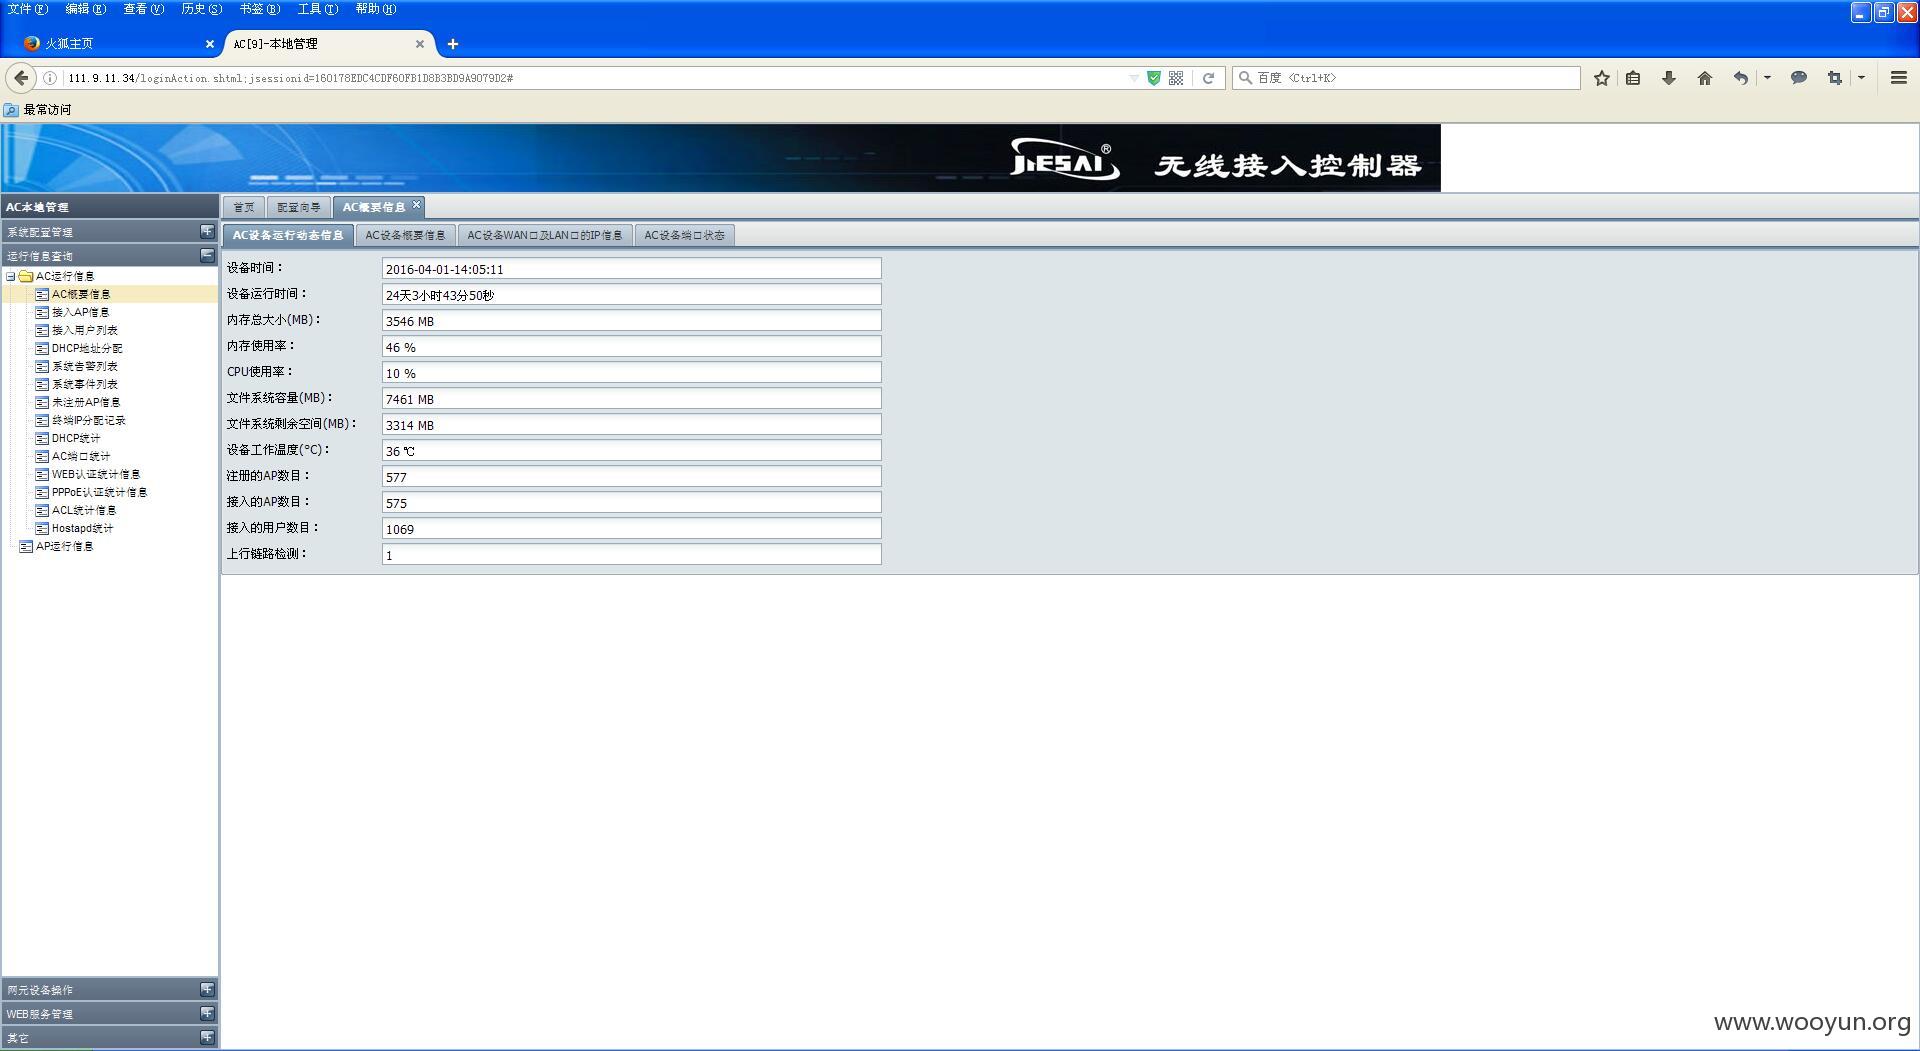 文件(F) 编辑(E) 查看(V) 历史(S) 书签(B) 工具(T) 帮助(H)
火狐主页
AC[9]-本地管理
111.9.11.34/loginAction.shtml;jsessionid=160178EDC4CDF60FB1D8B3BD9A9079D2#
百度 <Ctrl+K>
最常访问
JIESAI® 无线接入控制器
AC本地管理
系统配置管理
运行信息查询
AC运行信息
AC概要信息
接入AP信息
接入用户列表
DHCP地址分配
系统告警列表
系统事件列表
未注册AP信息
终端IP分配记录
DHCP统计
AC端口统计
WEB认证统计信息
PPPoE认证统计信息
ACL统计信息
Hostapd统计
AP运行信息
网元设备操作
WEB服务管理
其它
首页 配置向导 AC概要信息
AC设备运行动态信息 AC设备概要信息 AC设备WAN口及LAN口的IP信息 AC设备端口状态
设备时间： 2016-04-01-14:05:11
设备运行时间： 24天3小时43分50秒
内存总大小(MB)： 3546 MB
内存使用率： 46 %
CPU使用率： 10 %
文件系统容量(MB)： 7461 MB
文件系统剩余空间(MB)： 3314 MB
设备工作温度(°C)： 36 ℃
注册的AP数目： 577
接入的AP数目： 575
接入的用户数目： 1069
上行链路检测： 1
www.wooyun.org